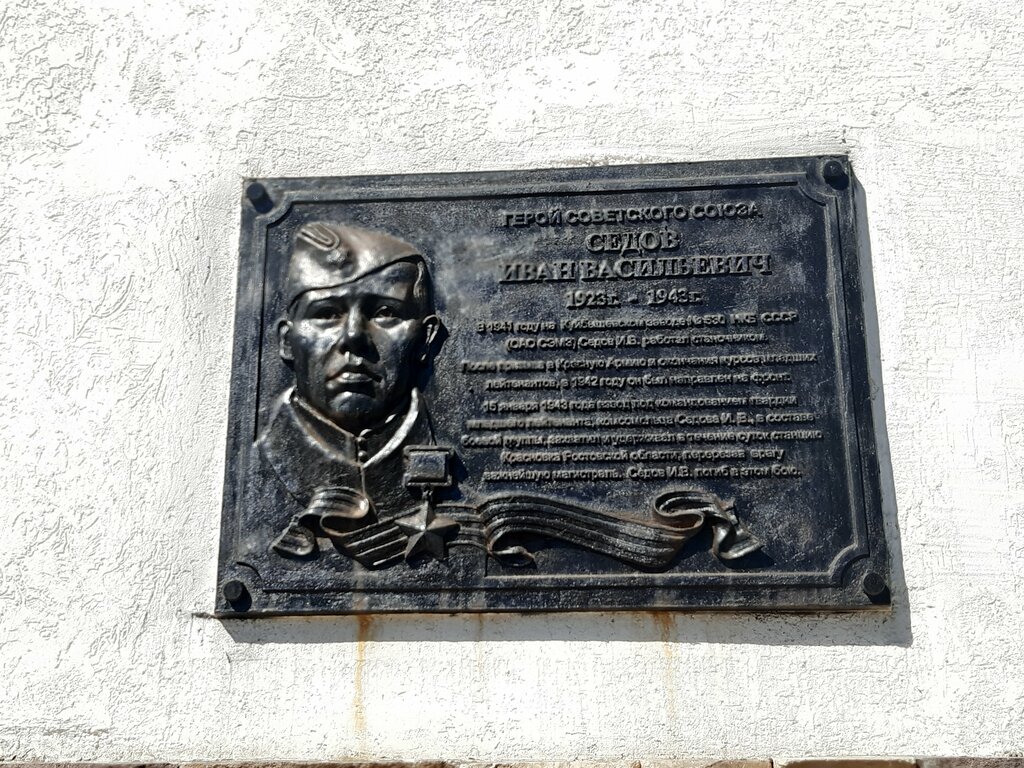 ГЕРОЙ СОВЕТСКОГО СОЮЗА
СЕДОВ
ИВАН ВАСИЛЬЕВИЧ
1923г. - 1943г.
В 1941 году на Куйбышевском заводе № 530 НКБ СССР
(ОАО СЭМЗ) Седов И.В. работал станочником.
После призыва в Красную Армию и окончания курсов младших
лейтенантов, в 1942 году он был направлен на фронт.
15 января 1943 года взвод под командованием гвардии
младшего лейтенанта, комсомольца Седова И. В., в составе
боевой группы, захватил и удерживал в течение суток станцию
Красновка Ростовской области, перерезав врагу
важнейшую магистраль. Седов И.В. погиб в этом бою.